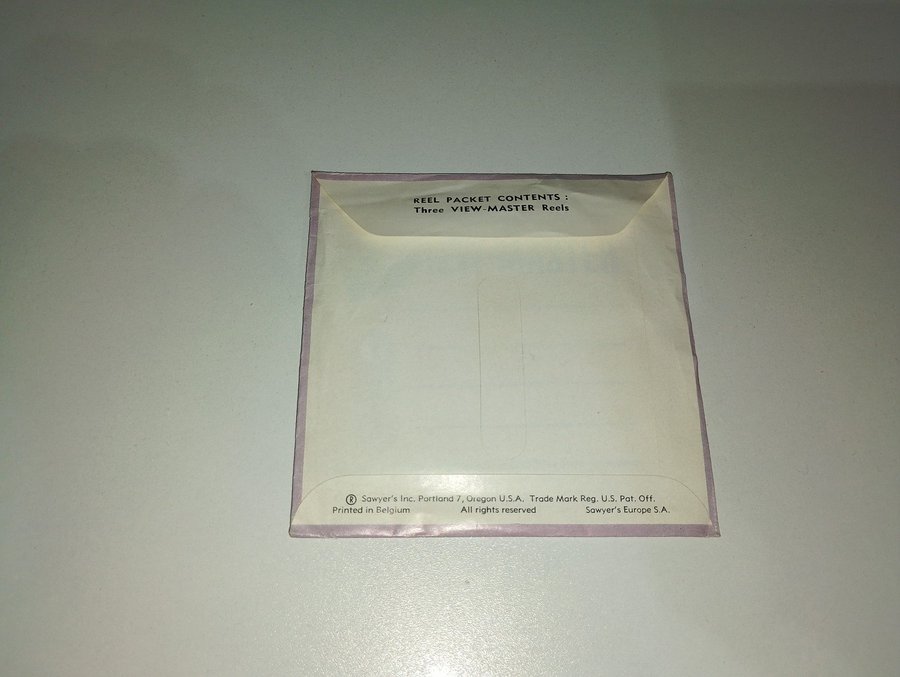 REEL PACKET CONTENTS :
Three VIEW-MASTER Reels
® Sawyer's Inc. Portland 7, Oregon U.S.A. Trade Mark Reg. U.S. Pat. Off.
Printed in Belgium All rights reserved Sawyer's Europe S.A.